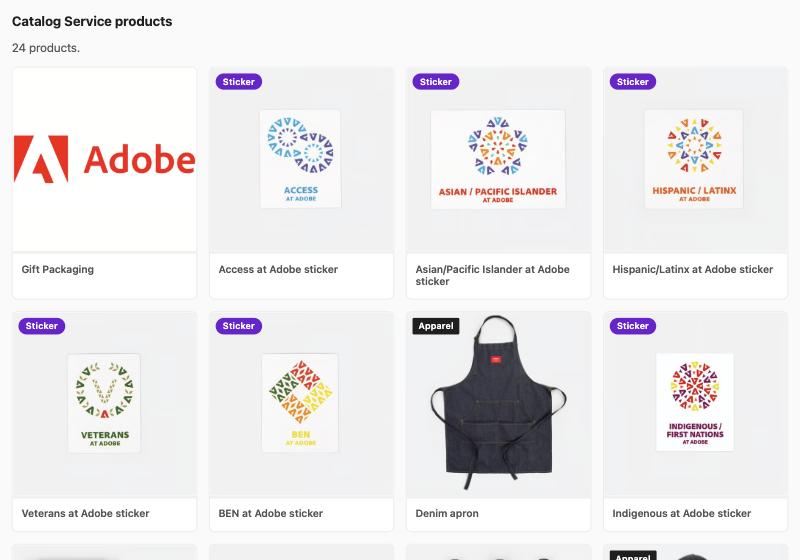 Catalog Service products
24 products.
Adobe
Gift Packaging
Sticker
ACCESS
AT ADOBE
Access at Adobe sticker
Sticker
ASIAN / PACIFIC ISLANDER
AT ADOBE
Asian/Pacific Islander at Adobe
sticker
Sticker
HISPANIC / LATINX
AT ADOBE
Hispanic/Latinx at Adobe sticker
Sticker
VETERANS
AT ADOBE
Veterans at Adobe sticker
Sticker
BEN
AT ADOBE
BEN at Adobe sticker
Apparel
Denim apron
Sticker
INDIGENOUS /
FIRST NATIONS
AT ADOBE
Indigenous at Adobe sticker
Apparel